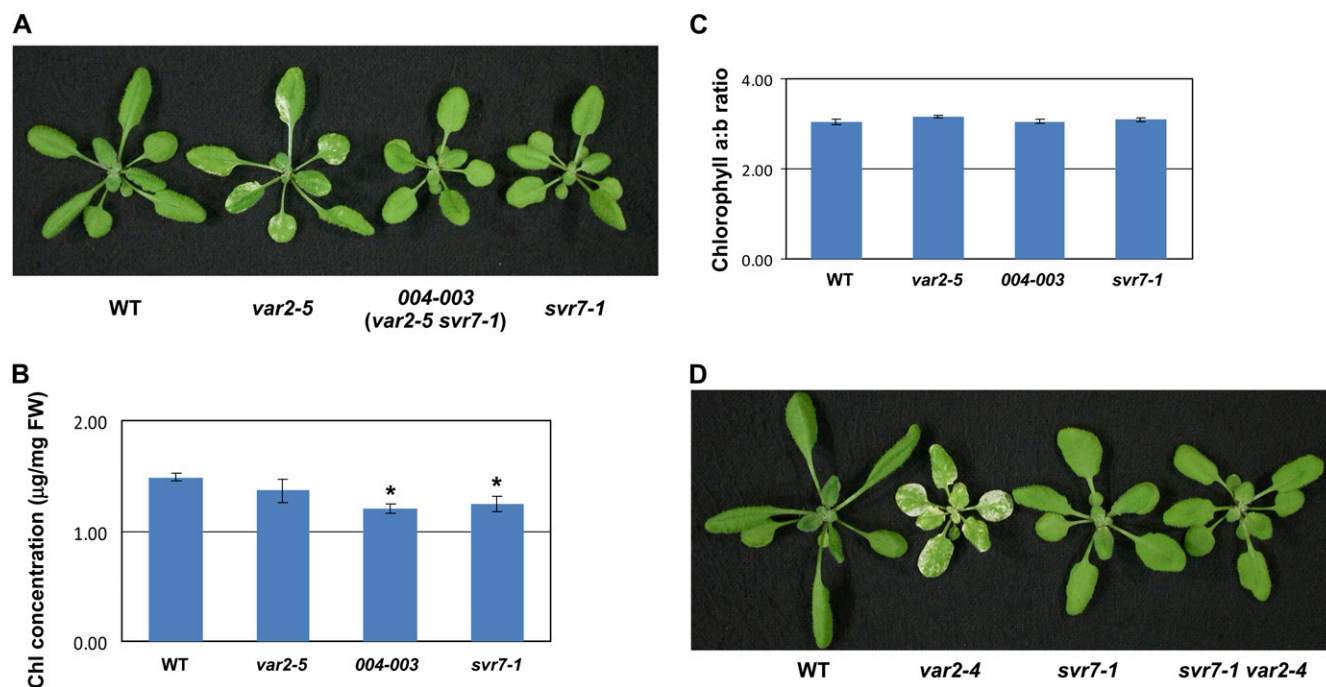 A
WT
var2-5
004-003
(var2-5 svr7-1)
svr7-1
B
Chl concentration (µg/mg FW)
2.00
1.00
0.00
*
*
WT
var2-5
004-003
svr7-1
C
Chlorophyll a:b ratio
4.00
2.00
0.00
WT
var2-5
004-003
svr7-1
D
WT
var2-4
svr7-1
svr7-1 var2-4